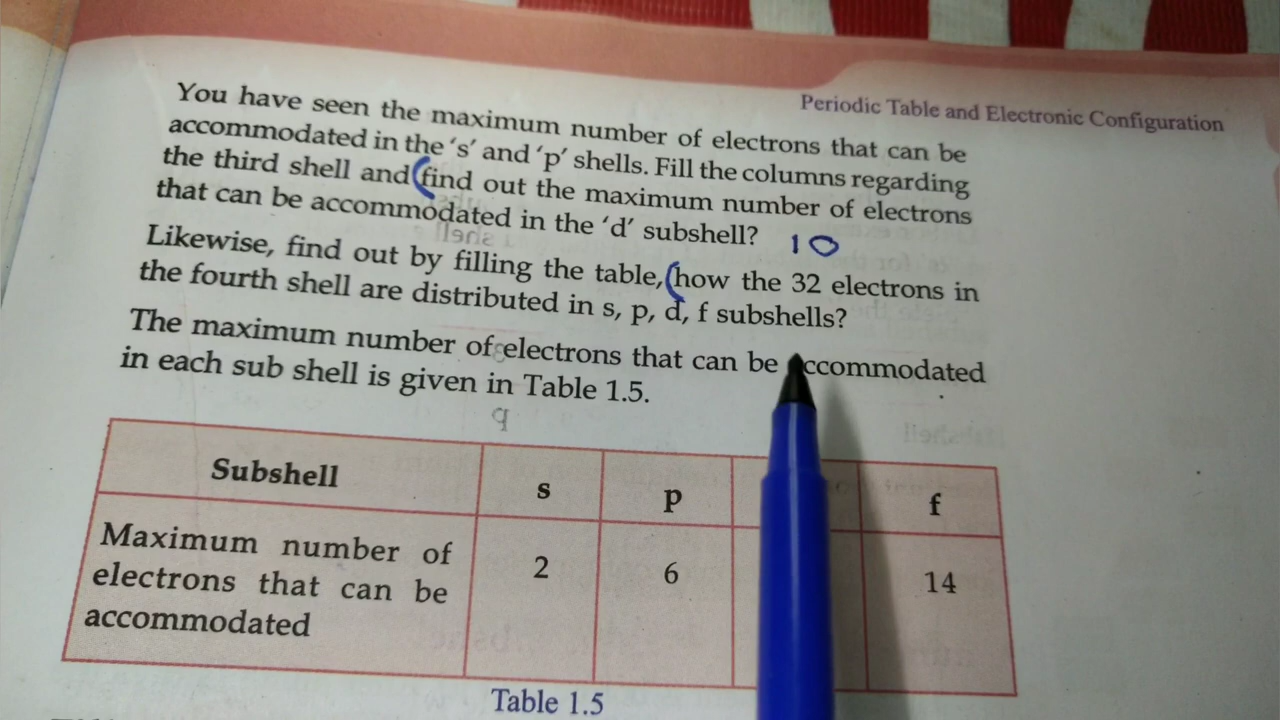 Periodic Table and Electronic Configuration
You have seen the maximum number of electrons that can be
accommodated in the 's' and 'p' shells. Fill the columns regarding
the third shell and (find out the maximum number of electrons
that can be accommodated in the 'd' subshell? 10
Likewise, find out by filling the table, (how the 32 electrons in
the fourth shell are distributed in s, p, d, f subshells?
The maximum number of electrons that can be accommodated
in each sub shell is given in Table 1.5.
Subshell s p f
Maximum number of
electrons that can be
accommodated
2 6 14
Table 1.5